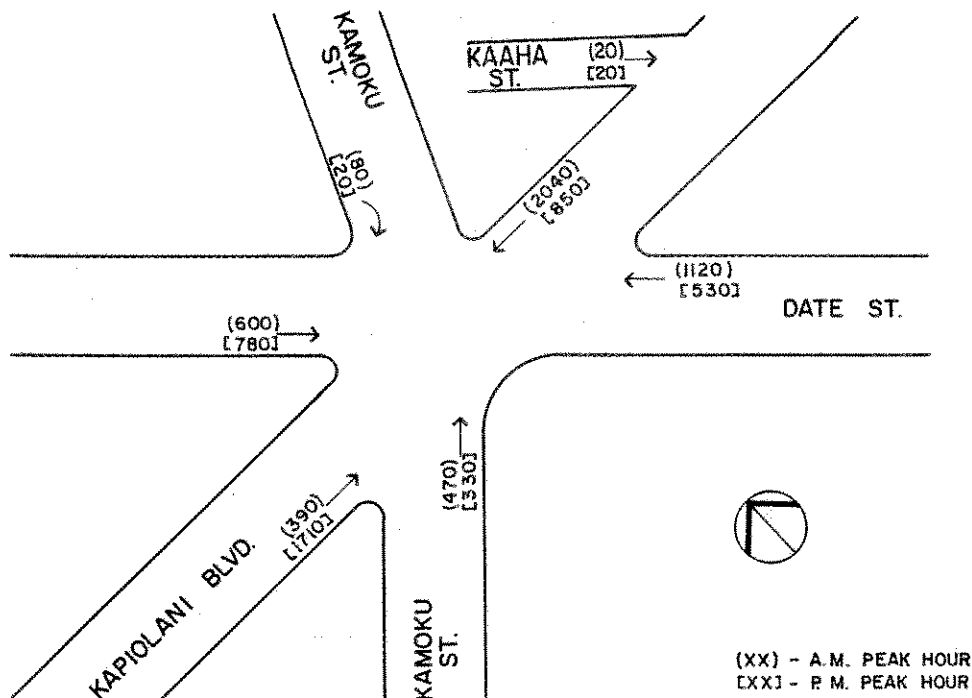 KAMOKU
ST.
KAAHA
ST.
(20)
[20]
(80)
[20]
(2040)
[850]
(1120)
[530]
DATE ST.
(600)
[780]
(470)
[330]
(390)
[1710]
KAPIOLANI BLVD.
KAMOKU
ST.
(XX) - A.M. PEAK HOUR
[XX] - P.M. PEAK HOUR